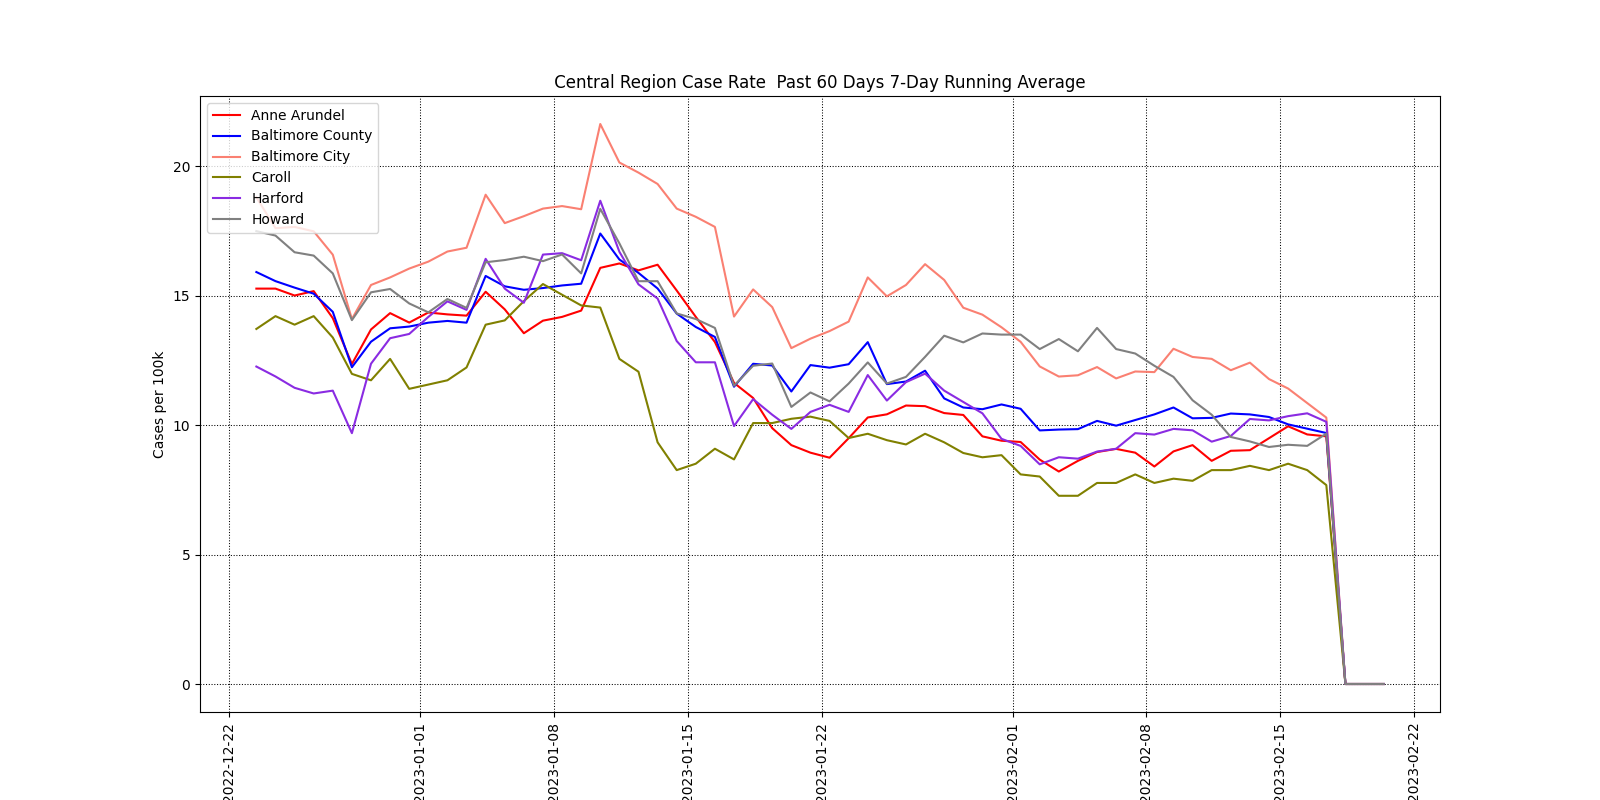 Central Region Case Rate  Past 60 Days 7-Day Running Average
Anne Arundel
Baltimore County
Baltimore City
Caroll
Harford
Howard
Cases per 100k
20
15
10
5
0
2022-12-22
2023-01-01
2023-01-08
2023-01-15
2023-01-22
2023-02-01
2023-02-08
2023-02-15
2023-02-22